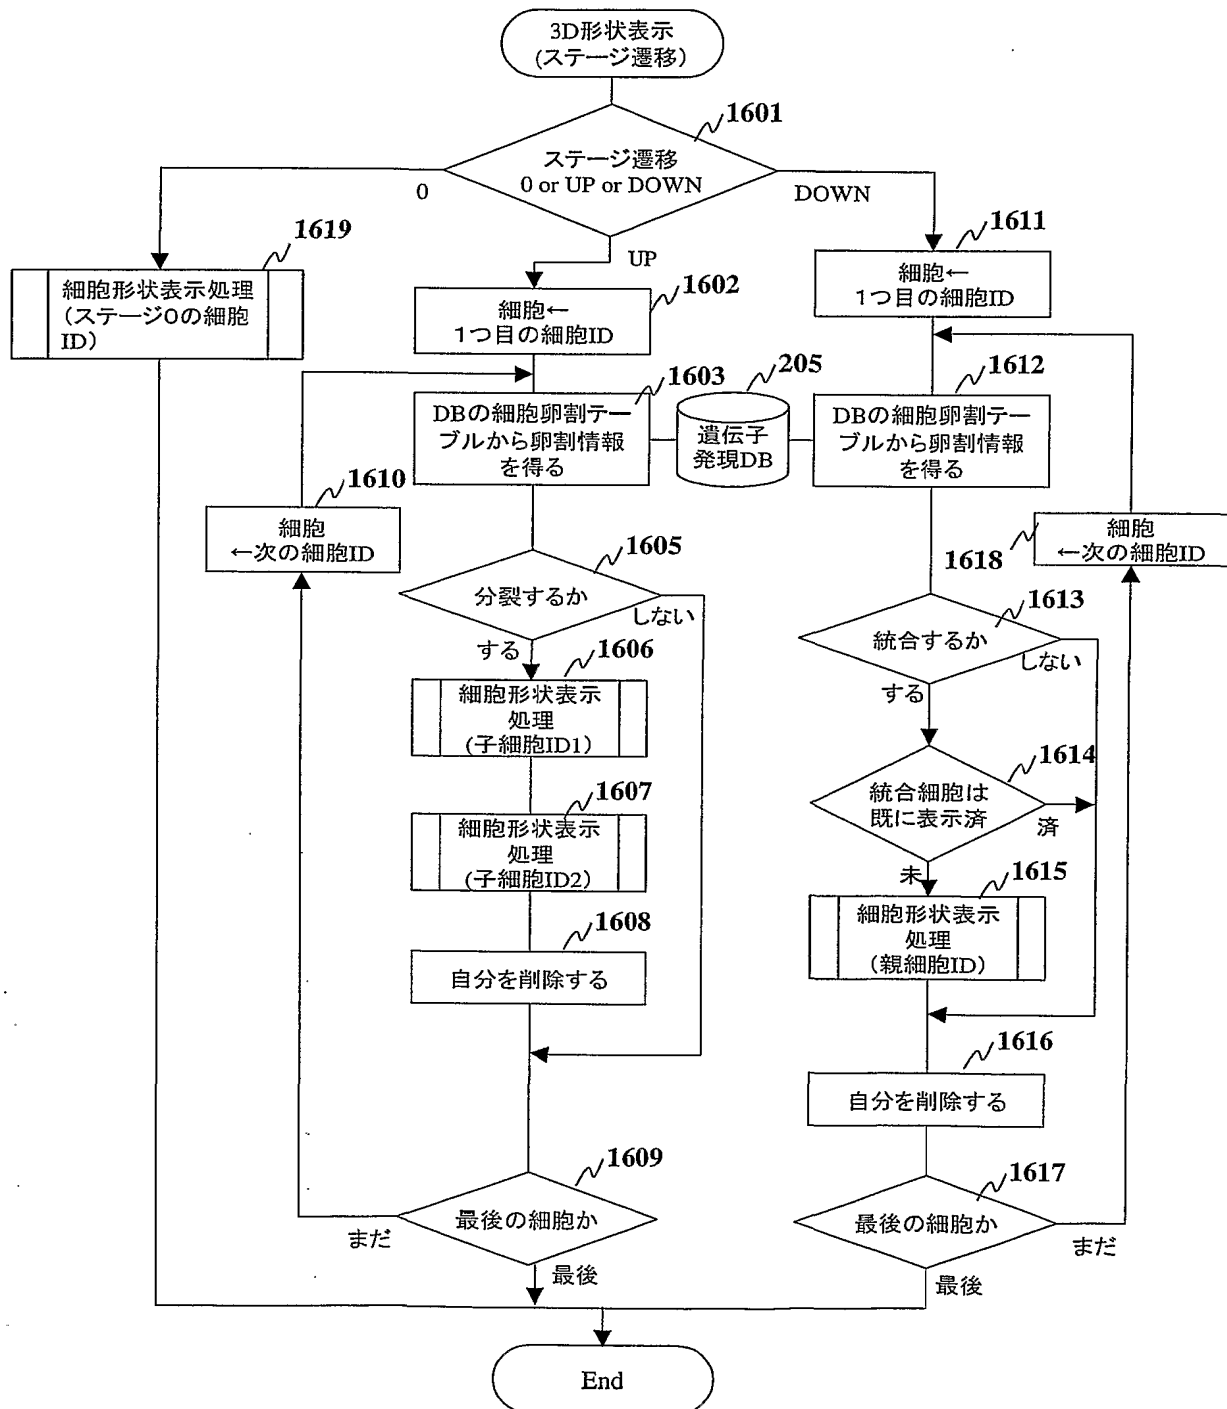 3D形状表示
(ステージ遷移)
1601
ステージ遷移
0 or UP or DOWN
0
UP
DOWN
1619
細胞形状表示処理
(ステージ0の細胞
ID)
1602
細胞←
1つ目の細胞ID
1611
細胞←
1つ目の細胞ID
1603
DBの細胞卵割テー
ブルから卵割情報
を得る
205
遺伝子
発現DB
1612
DBの細胞卵割テー
ブルから卵割情報
を得る
1610
細胞
←次の細胞ID
1618
細胞
←次の細胞ID
1605
分裂するか
しない
する
1613
統合するか
しない
する
1606
細胞形状表示
処理
(子細胞ID1)
1614
統合細胞は
既に表示済
済
未
1607
細胞形状表示
処理
(子細胞ID2)
1615
細胞形状表示
処理
(親細胞ID)
1608
自分を削除する
1616
自分を削除する
1609
最後の細胞か
まだ
最後
1617
最後の細胞か
まだ
最後
End